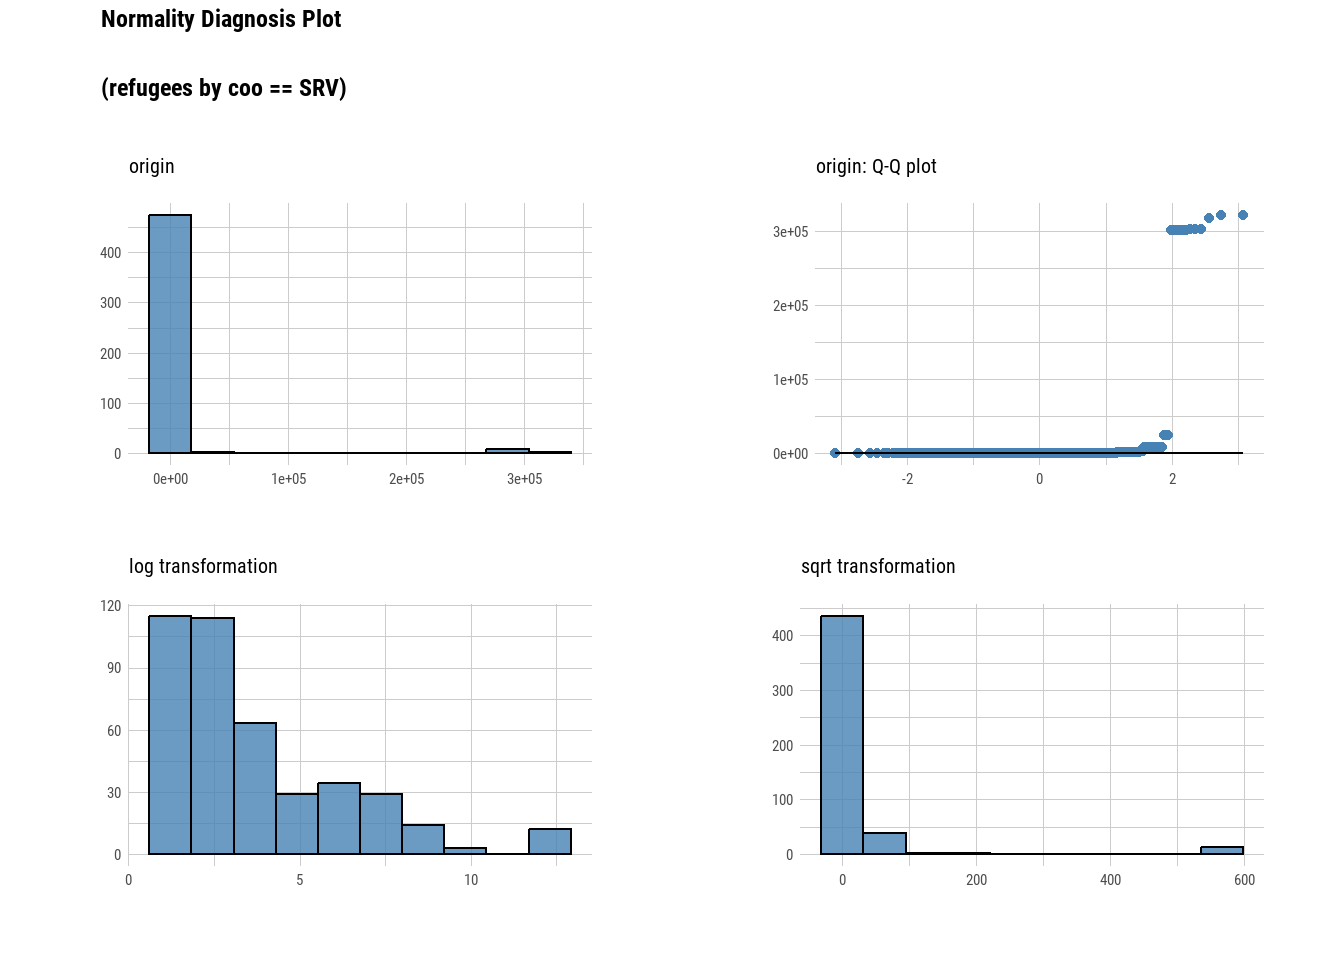 Normality Diagnosis Plot
(refugees by coo == SRV)
origin
400
300
200
100
0
0e+00 1e+05 2e+05 3e+05
origin: Q-Q plot
3e+05
2e+05
1e+05
0e+00
-2 0 2
log transformation
120
90
60
30
0
0 5 10
sqrt transformation
400
300
200
100
0
0 200 400 600